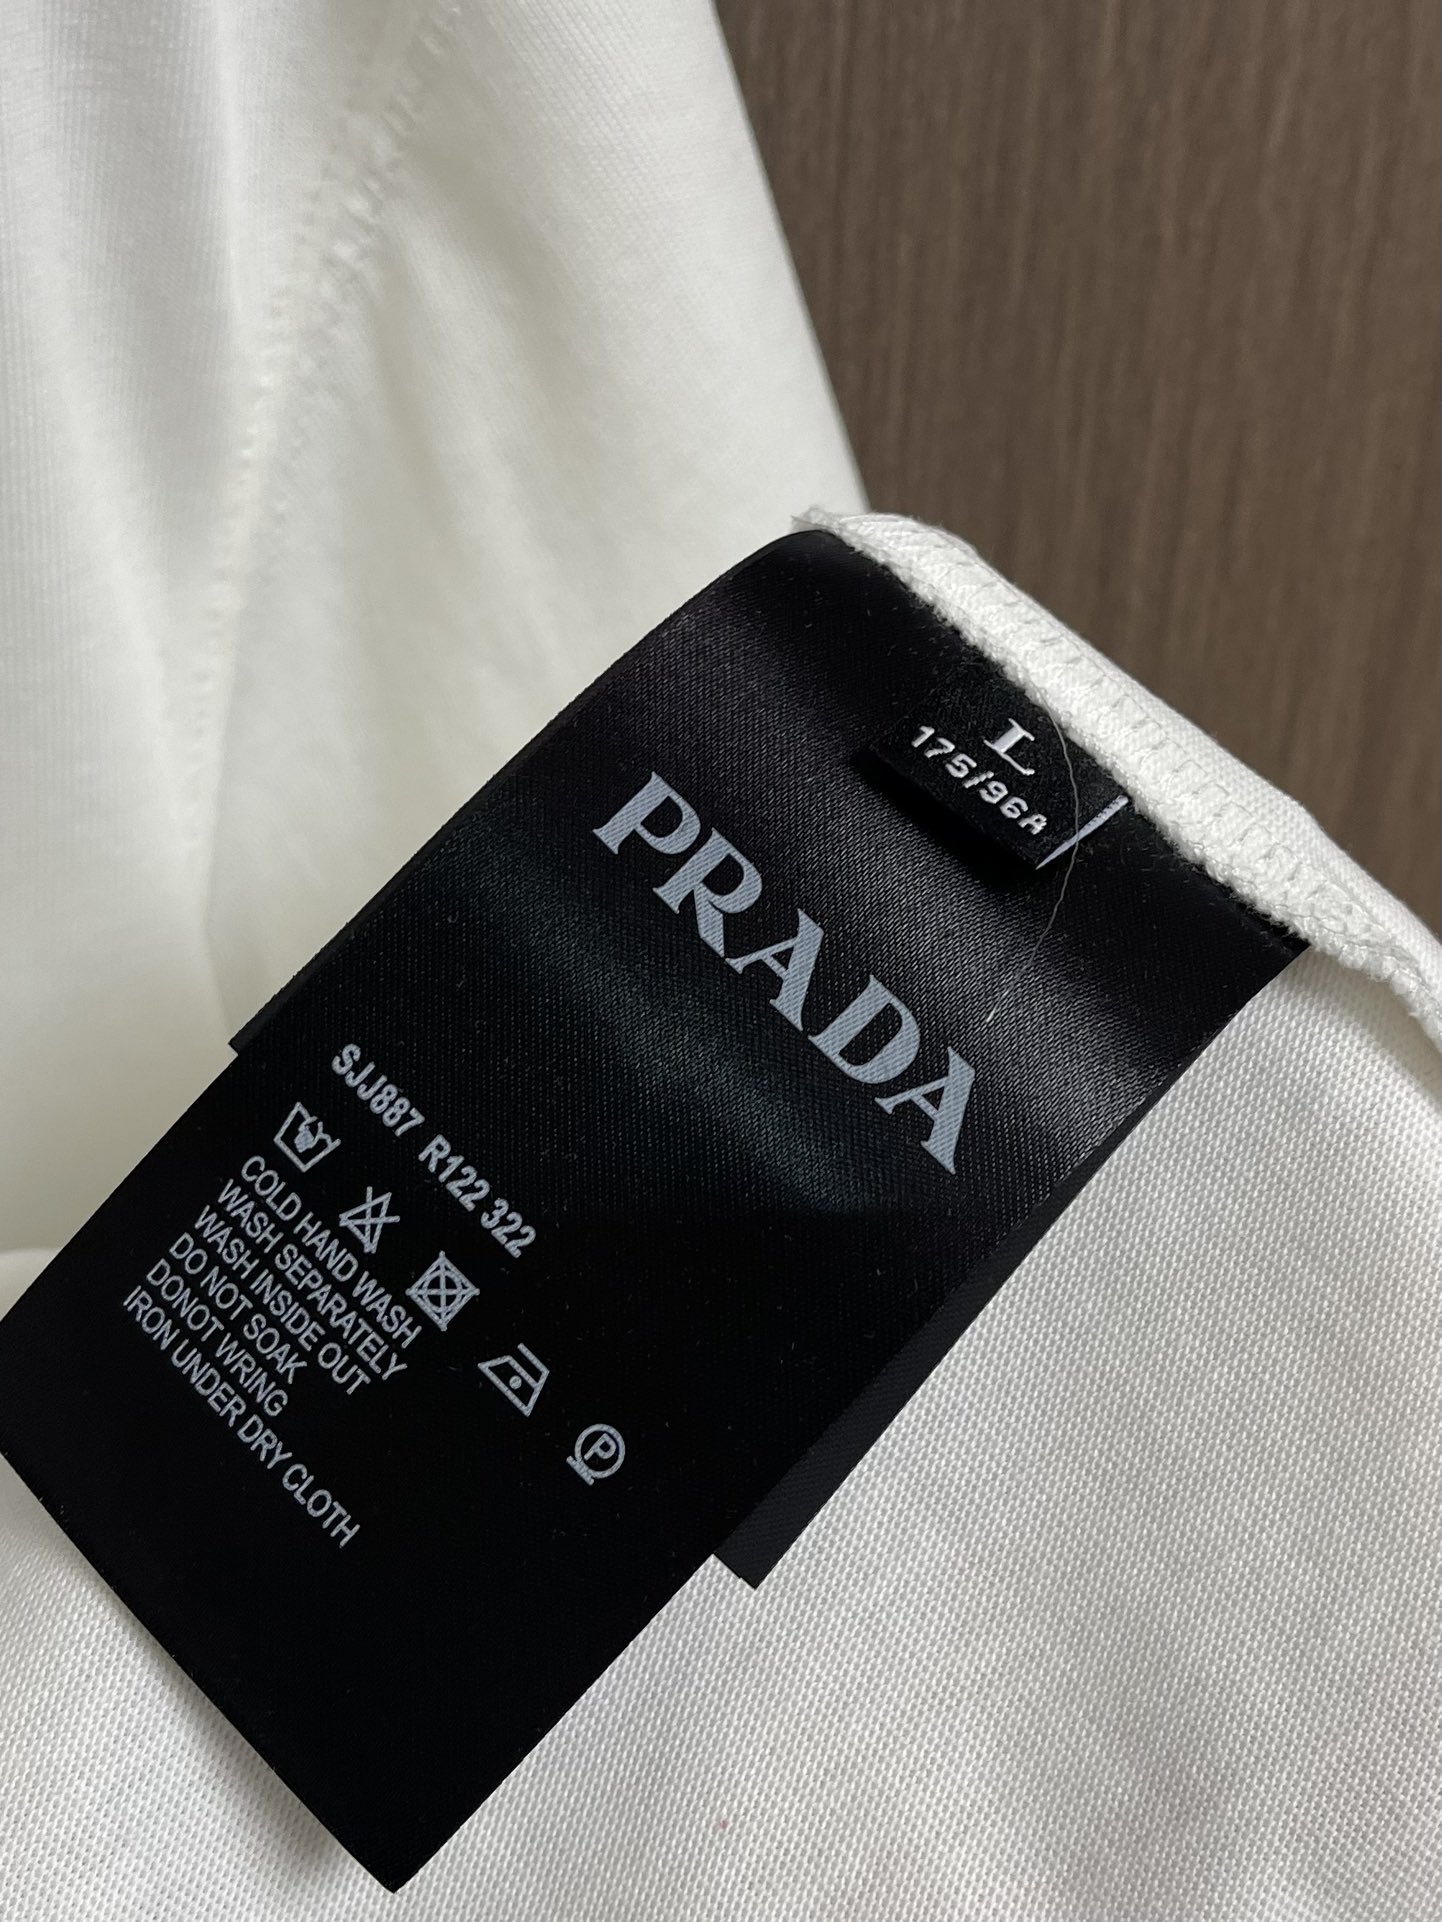 L
175/96A
PRADA
SJJ887 R122 322
COLD HAND WASH
WASH SEPARATELY
WASH INSIDE OUT
DO NOT SOAK
DONOT WRING
IRON UNDER DRY CLOTH
P